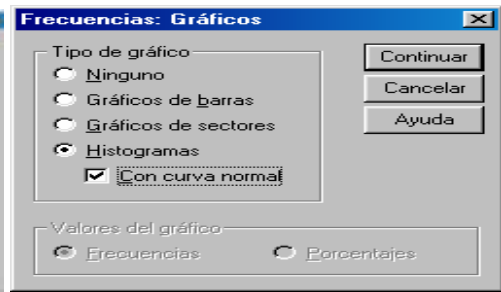 Frecuencias: Gráficos
Tipo de gráfico
Ninguno
Gráficos de barras
Gráficos de sectores
Histogramas
Con curva normal
Continuar
Cancelar
Ayuda
Valores del gráfico
Frecuencias
Porcentajes